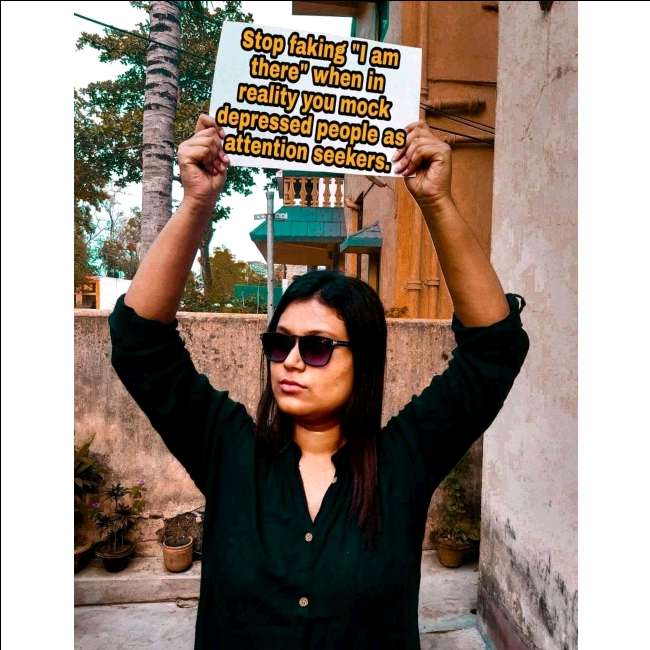 Stop faking "I am
there" when in
reality you mock
depressed people as
attention seekers.